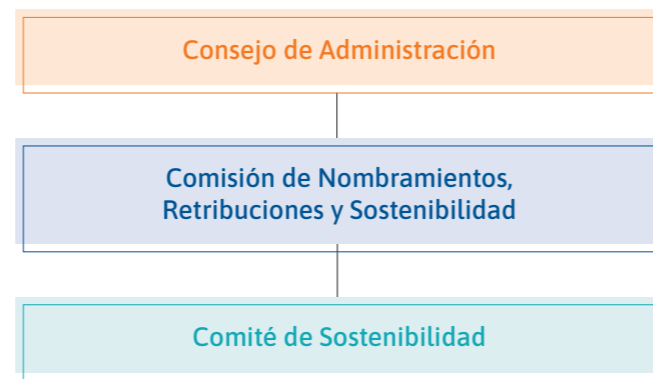 Consejo de Administración
Comisión de Nombramientos,
Retribuciones y Sostenibilidad
Comité de Sostenibilidad